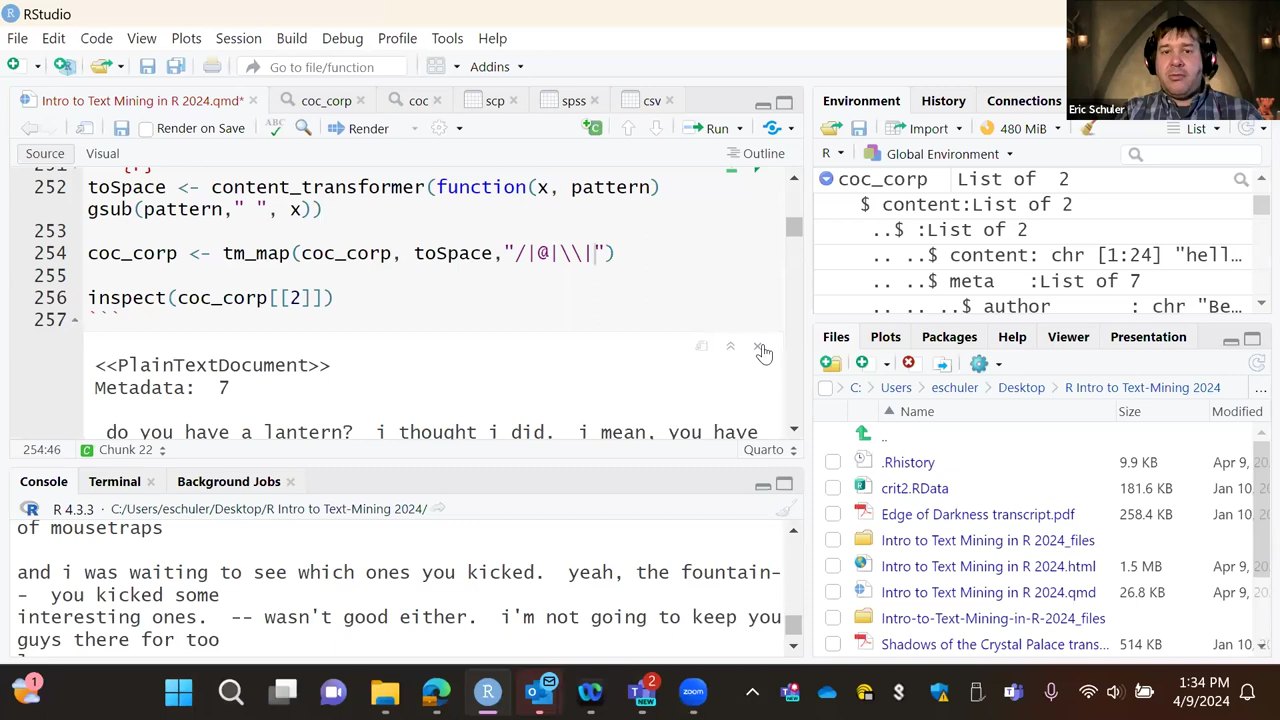 RStudio
File Edit Code View Plots Session Build Debug Profile Tools Help
Go to file/function Addins
Eric Schuler
Intro to Text Mining in R 2024.qmd* coc_corp coc scp spss csv
Render on Save Render Run
Source Visual Outline
252 toSpace <- content_transformer(function(x, pattern)
gsub(pattern," ", x))
253
254 coc_corp <- tm_map(coc_corp, toSpace,"/|@|\\|")
255
256 inspect(coc_corp[[2]])
257 ```
<<PlainTextDocument>>
Metadata: 7
do you have a lantern? i thought i did. i mean, you have
254:46 Chunk 22 Quarto
Console Terminal Background Jobs
R 4.3.3 · C:/Users/eschuler/Desktop/R Intro to Text-Mining 2024/
of mousetraps
and i was waiting to see which ones you kicked. yeah, the fountain-
- you kicked some
interesting ones. -- wasn't good either. i'm not going to keep you
guys there for too
Environment History Connections
Import 480 MiB List
R Global Environment
coc_corp List of 2
$ content:List of 2
..$ :List of 2
.. ..$ content: chr [1:24] "hell…
.. ..$ meta :List of 7
.. .. ..$ author : chr "Be…
Files Plots Packages Help Viewer Presentation
C: Users eschuler Desktop R Intro to Text-Mining 2024 ...
Name Size Modified
..
.Rhistory 9.9 KB Apr 9, 20
crit2.RData 181.6 KB Jan 10,
Edge of Darkness transcript.pdf 258.4 KB Jan 10,
Intro to Text Mining in R 2024_files
Intro to Text Mining in R 2024.html 1.5 MB Apr 9, 20
Intro to Text Mining in R 2024.qmd 26.8 KB Apr 9, 20
Intro-to-Text-Mining-in-R-2024_files
Shadows of the Crystal Palace trans... 514 KB Jan 10,
1 2 NEW NEW zoom
1:34 PM
4/9/2024